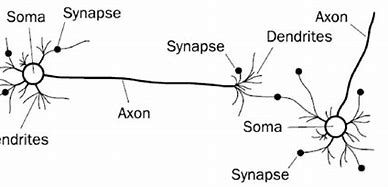 Soma
Synapse
Axon
Synapse
Dendrites
Axon
Soma
endrites
Synapse